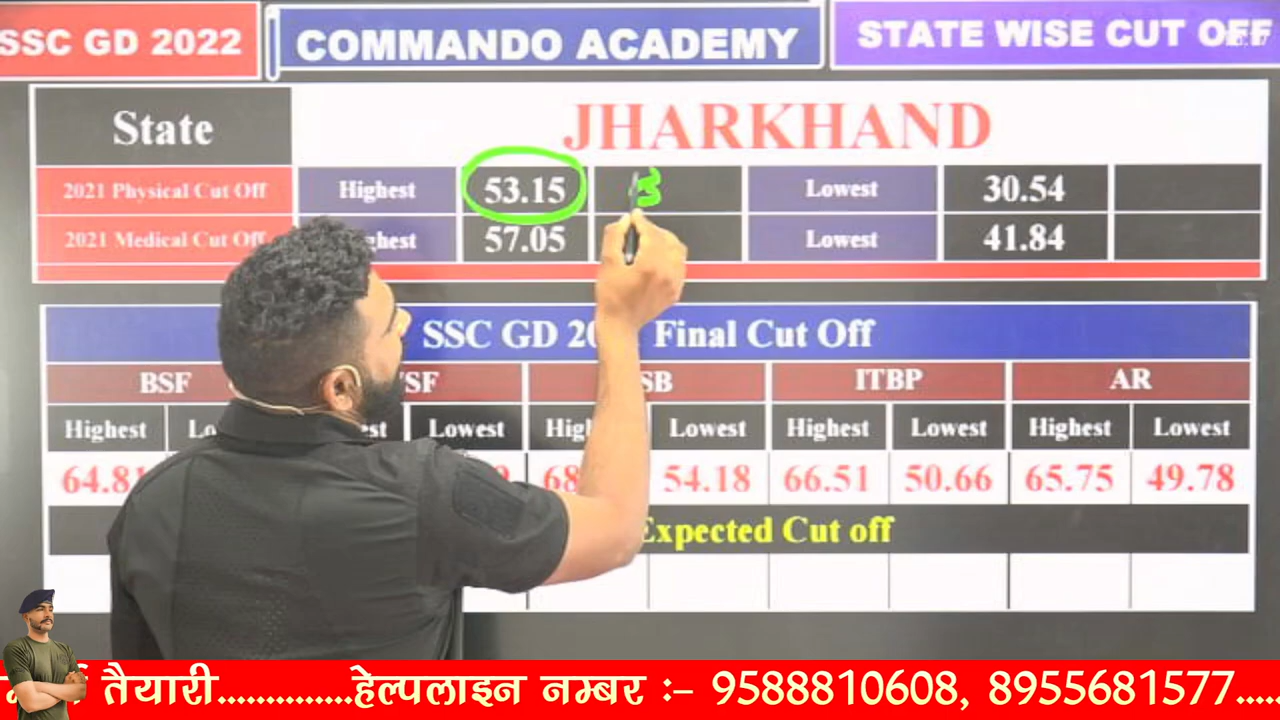 SSC GD 2022 COMMANDO ACADEMY STATE WISE CUT OFF
State JHARKHAND
2021 Physical Cut Off Highest 53.15 Lowest 30.54
2021 Medical Cut Off 57.05 Lowest 41.84
SSC GD Final Cut Off
BSF ITBP AR
Highest Lowest Lowest Highest Lowest Highest Lowest
54.18 66.51 50.66 65.75 49.78
Expected Cut off
तैयारी..............हेल्पलाइन नम्बर :- 9588810608, 8955681577.....